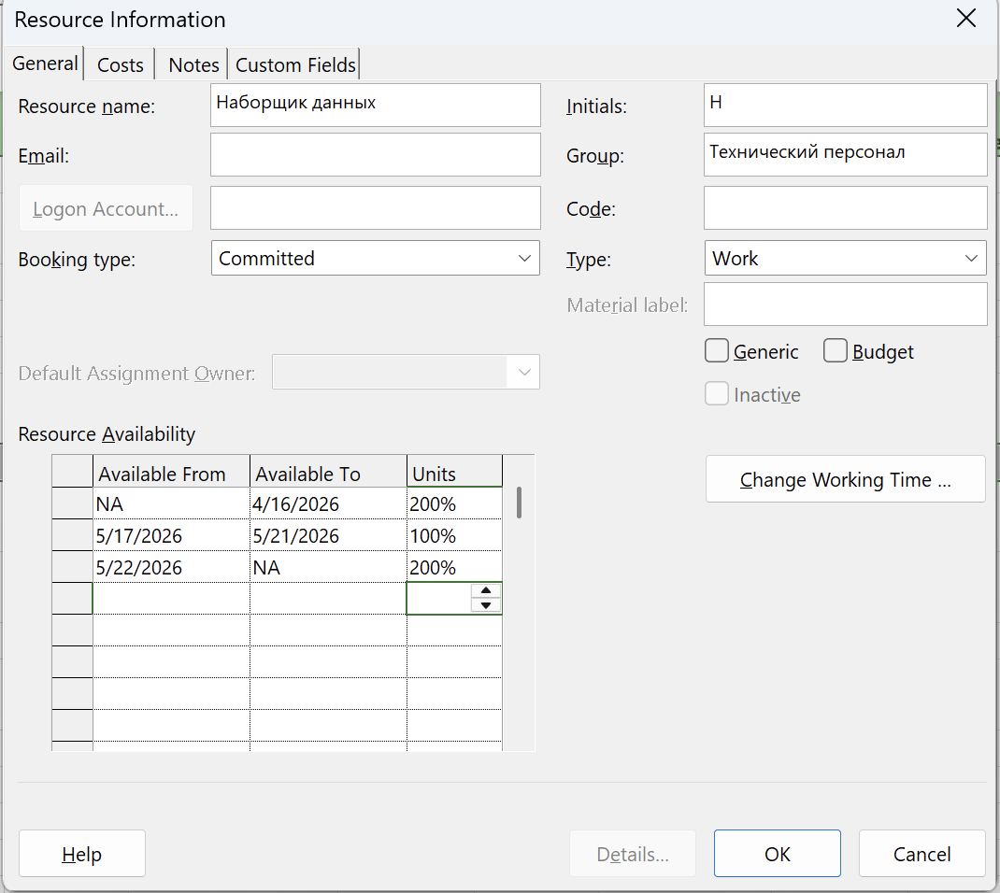 Resource Information
General Costs Notes Custom Fields
Resource name: Наборщик данных Initials: Н
Email: Group: Технический персонал
Logon Account... Code:
Booking type: Committed Type: Work
Material label:
Generic Budget
Default Assignment Owner:
Inactive
Resource Availability
Available From Available To Units
Change Working Time ...
NA 4/16/2026 200%
5/17/2026 5/21/2026 100%
5/22/2026 NA 200%
Help Details... OK Cancel